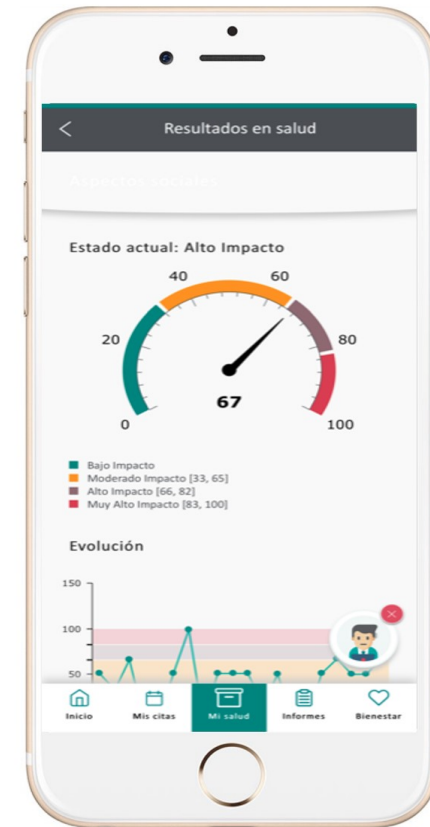 Resultados en salud
Aspectos sociales
Estado actual: Alto Impacto
40 60
20 80
67
0 100
Bajo Impacto
Moderado Impacto [33, 65]
Alto Impacto [66, 82]
Muy Alto Impacto [83, 100]
Evolución
150
100
50
Inicio Mis citas Mi salud Informes Bienestar